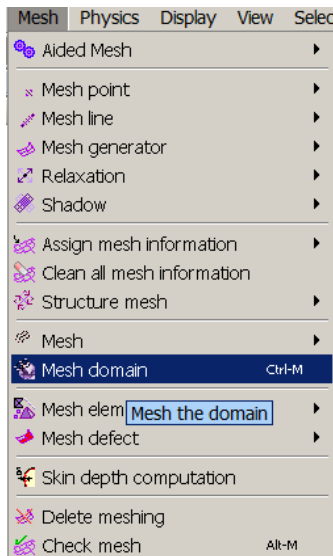 Mesh Physics Display View Selec
Aided Mesh
Mesh point
Mesh line
Mesh generator
Relaxation
Shadow
Assign mesh information
Clean all mesh information
Structure mesh
Mesh
Mesh domain Ctrl-M
Mesh elem Mesh the domain
Mesh defect
Skin depth computation
Delete meshing
Check mesh Alt-M